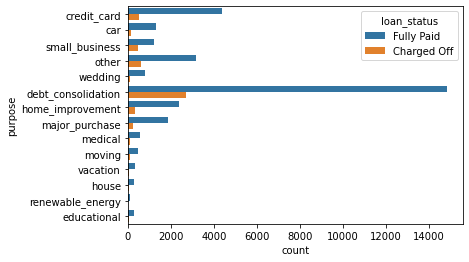 loan_status
Fully Paid
Charged Off
purpose
credit_card
car
small_business
other
wedding
debt_consolidation
home_improvement
major_purchase
medical
moving
vacation
house
renewable_energy
educational
0 2000 4000 6000 8000 10000 12000 14000
count